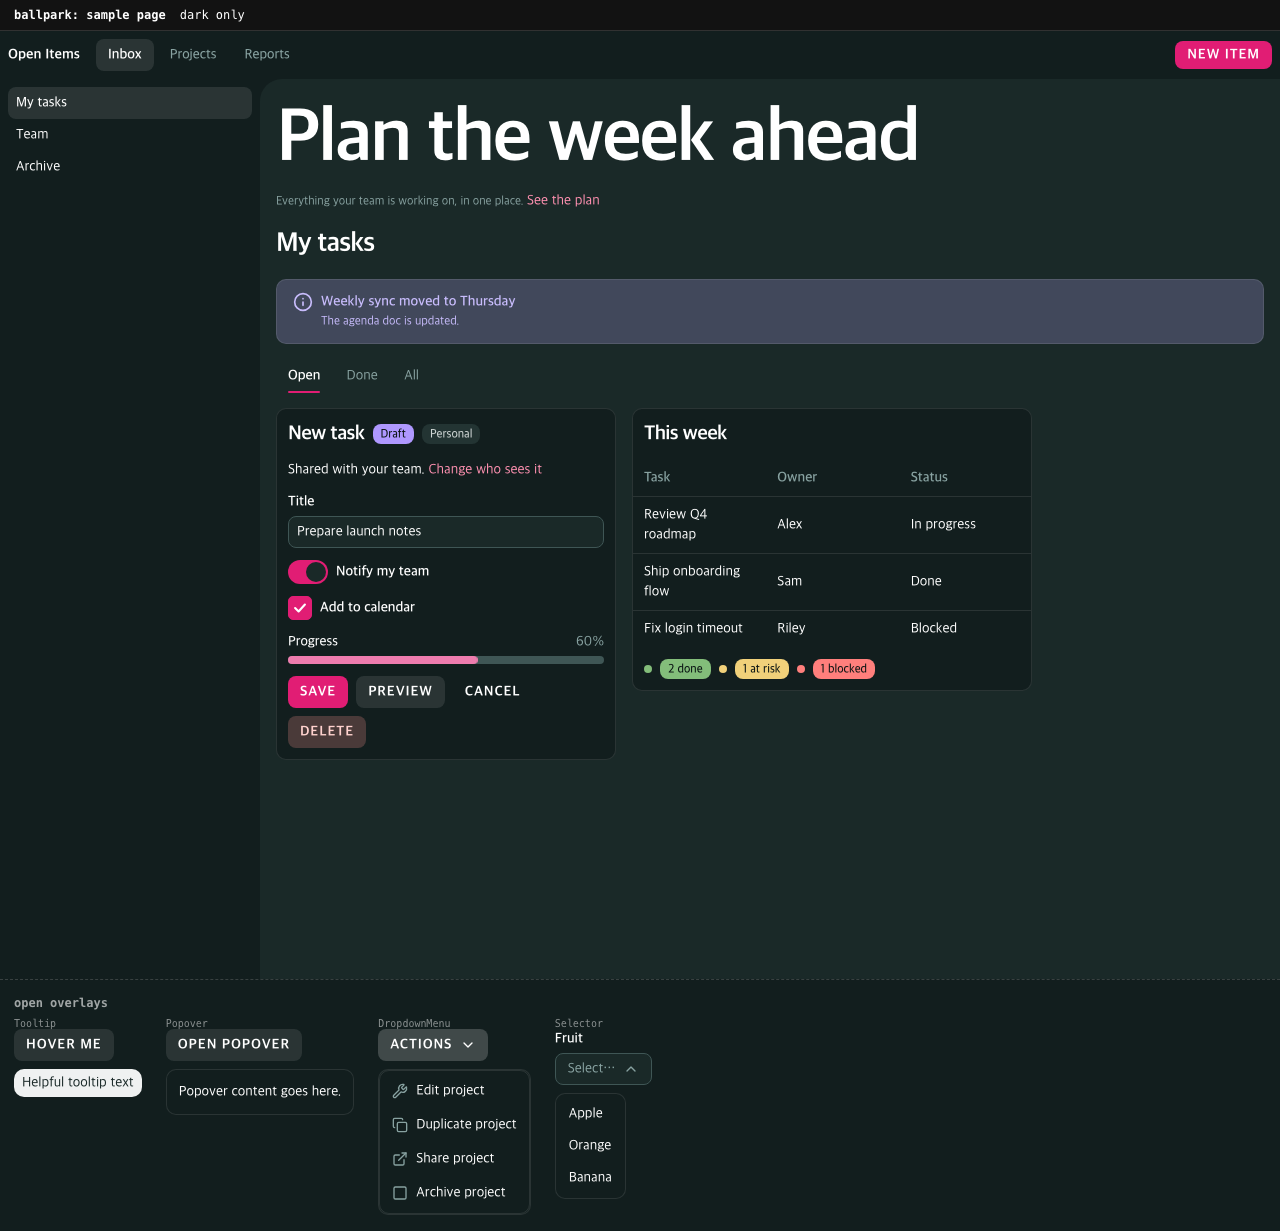 ballpark: sample page dark only
Open Items Inbox Projects Reports NEW ITEM
My tasks
Team
Archive
Plan the week ahead
Everything your team is working on, in one place. See the plan
My tasks
Weekly sync moved to Thursday
The agenda doc is updated.
Open Done All
New task Draft Personal
Shared with your team. Change who sees it
Title
Prepare launch notes
Notify my team
Add to calendar
Progress 60%
SAVE PREVIEW CANCEL
DELETE
This week
Task Owner Status
Review Q4 roadmap Alex In progress
Ship onboarding flow Sam Done
Fix login timeout Riley Blocked
2 done 1 at risk 1 blocked
open overlays
Tooltip
HOVER ME
Helpful tooltip text
Popover
OPEN POPOVER
Popover content goes here.
DropdownMenu
ACTIONS
Edit project
Duplicate project
Share project
Archive project
Selector
Fruit
Select…
Apple
Orange
Banana